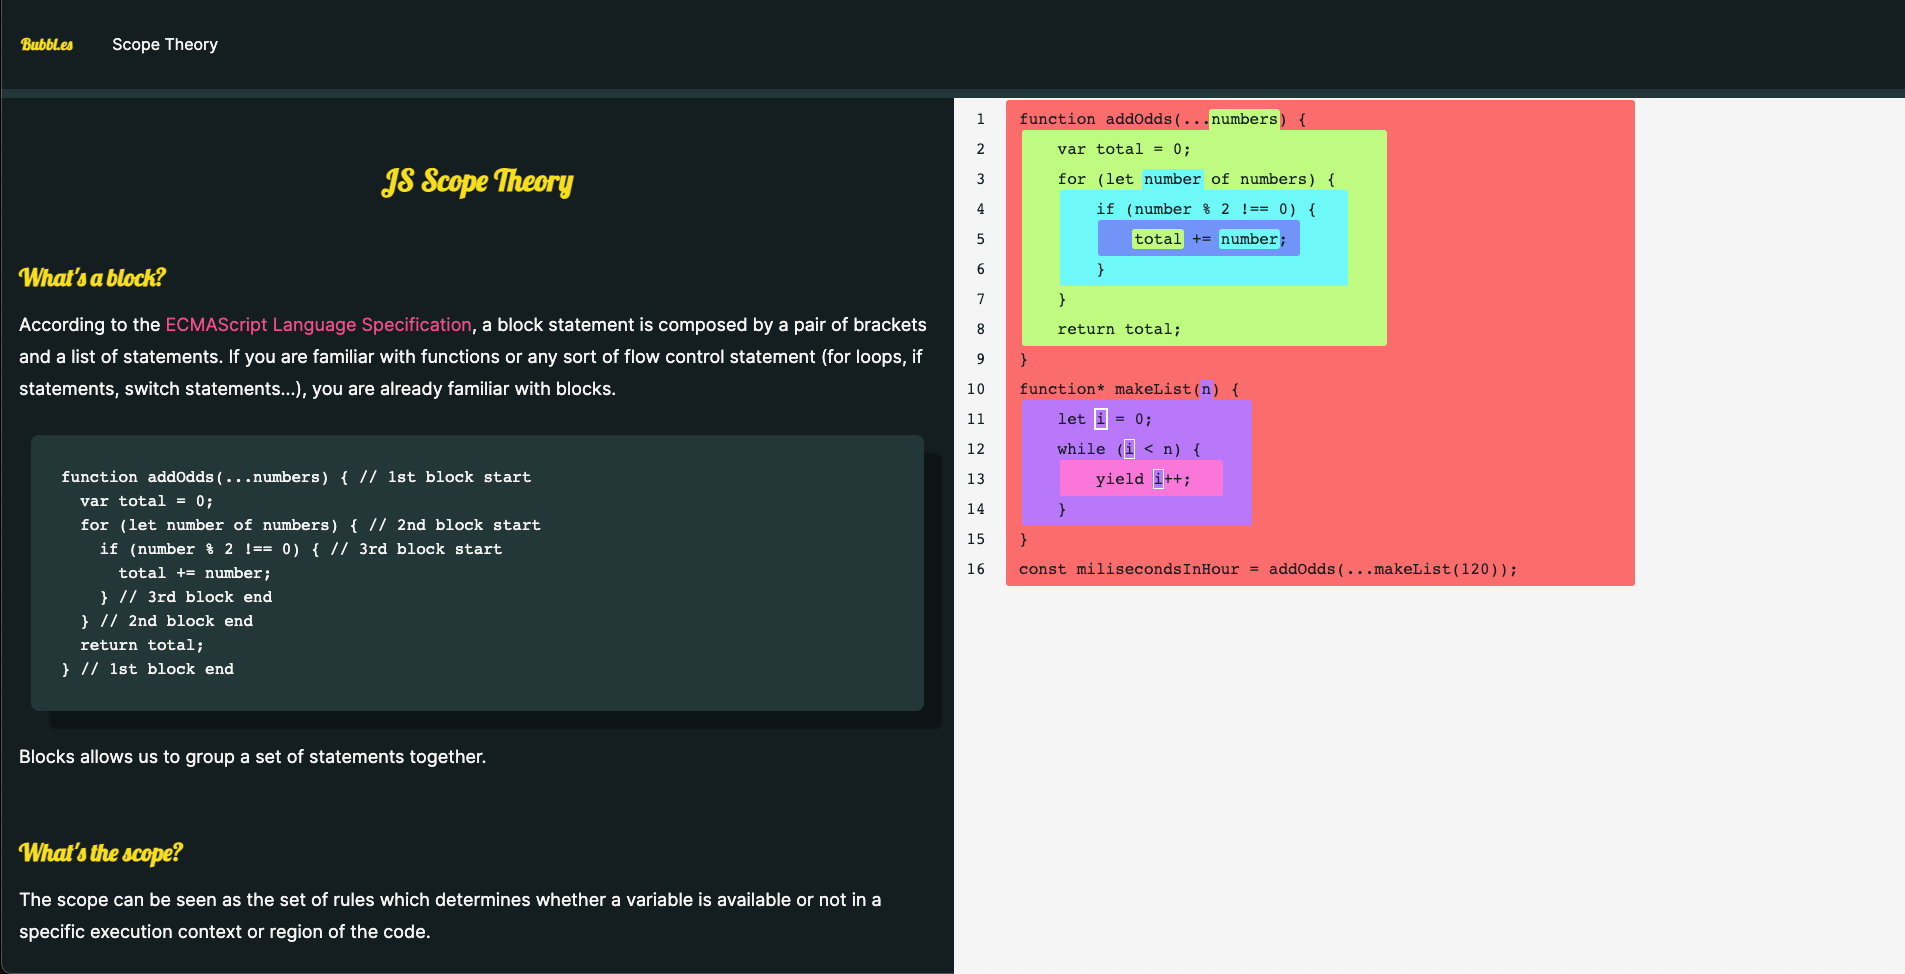 Bubbl.es Scope Theory
JS Scope Theory
What's a block?
According to the ECMAScript Language Specification, a block statement is composed by a pair of brackets
and a list of statements. If you are familiar with functions or any sort of flow control statement (for loops, if
statements, switch statements...), you are already familiar with blocks.
function addOdds(...numbers) { // 1st block start
  var total = 0;
  for (let number of numbers) { // 2nd block start
    if (number % 2 !== 0) { // 3rd block start
      total += number;
    } // 3rd block end
  } // 2nd block end
  return total;
} // 1st block end
Blocks allows us to group a set of statements together.
What's the scope?
The scope can be seen as the set of rules which determines whether a variable is available or not in a
specific execution context or region of the code.
1 function addOdds(...numbers) {
2     var total = 0;
3     for (let number of numbers) {
4         if (number % 2 !== 0) {
5             total += number;
6         }
7     }
8     return total;
9 }
10 function* makeList(n) {
11     let i = 0;
12     while (i < n) {
13         yield i++;
14     }
15 }
16 const milisecondsInHour = addOdds(...makeList(120));